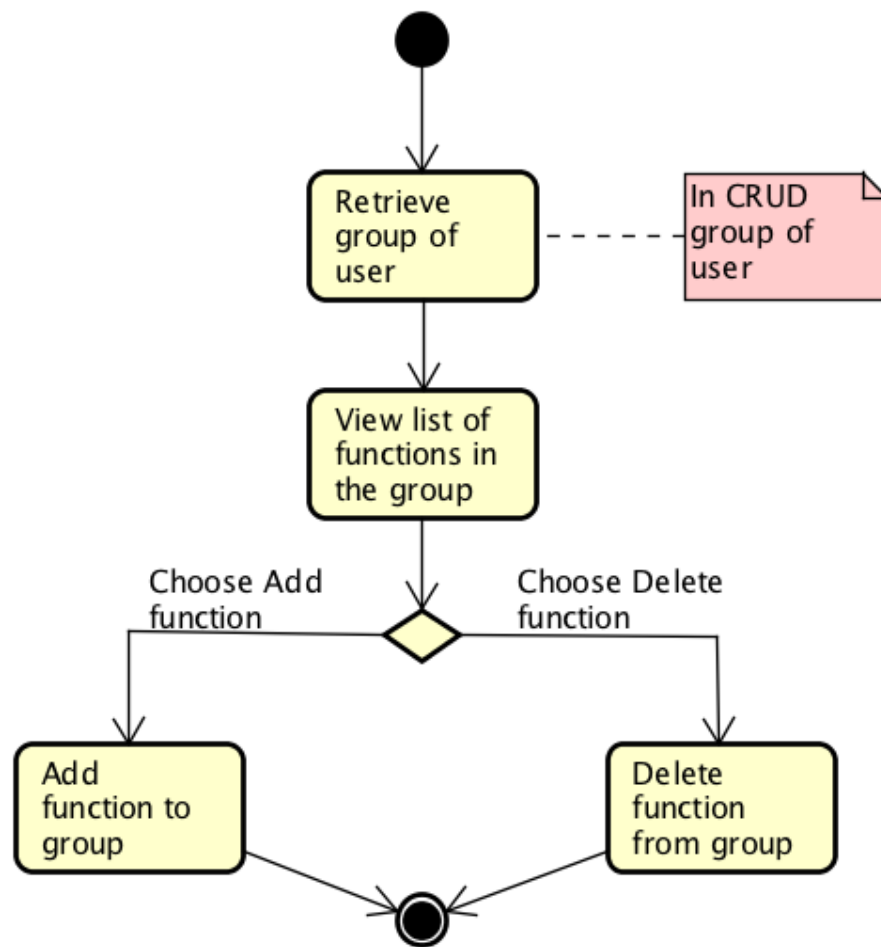 Retrieve
group of
user
In CRUD
group of
user
View list of
functions in
the group
Choose Add
function
Choose Delete
function
Add
function to
group
Delete
function
from group